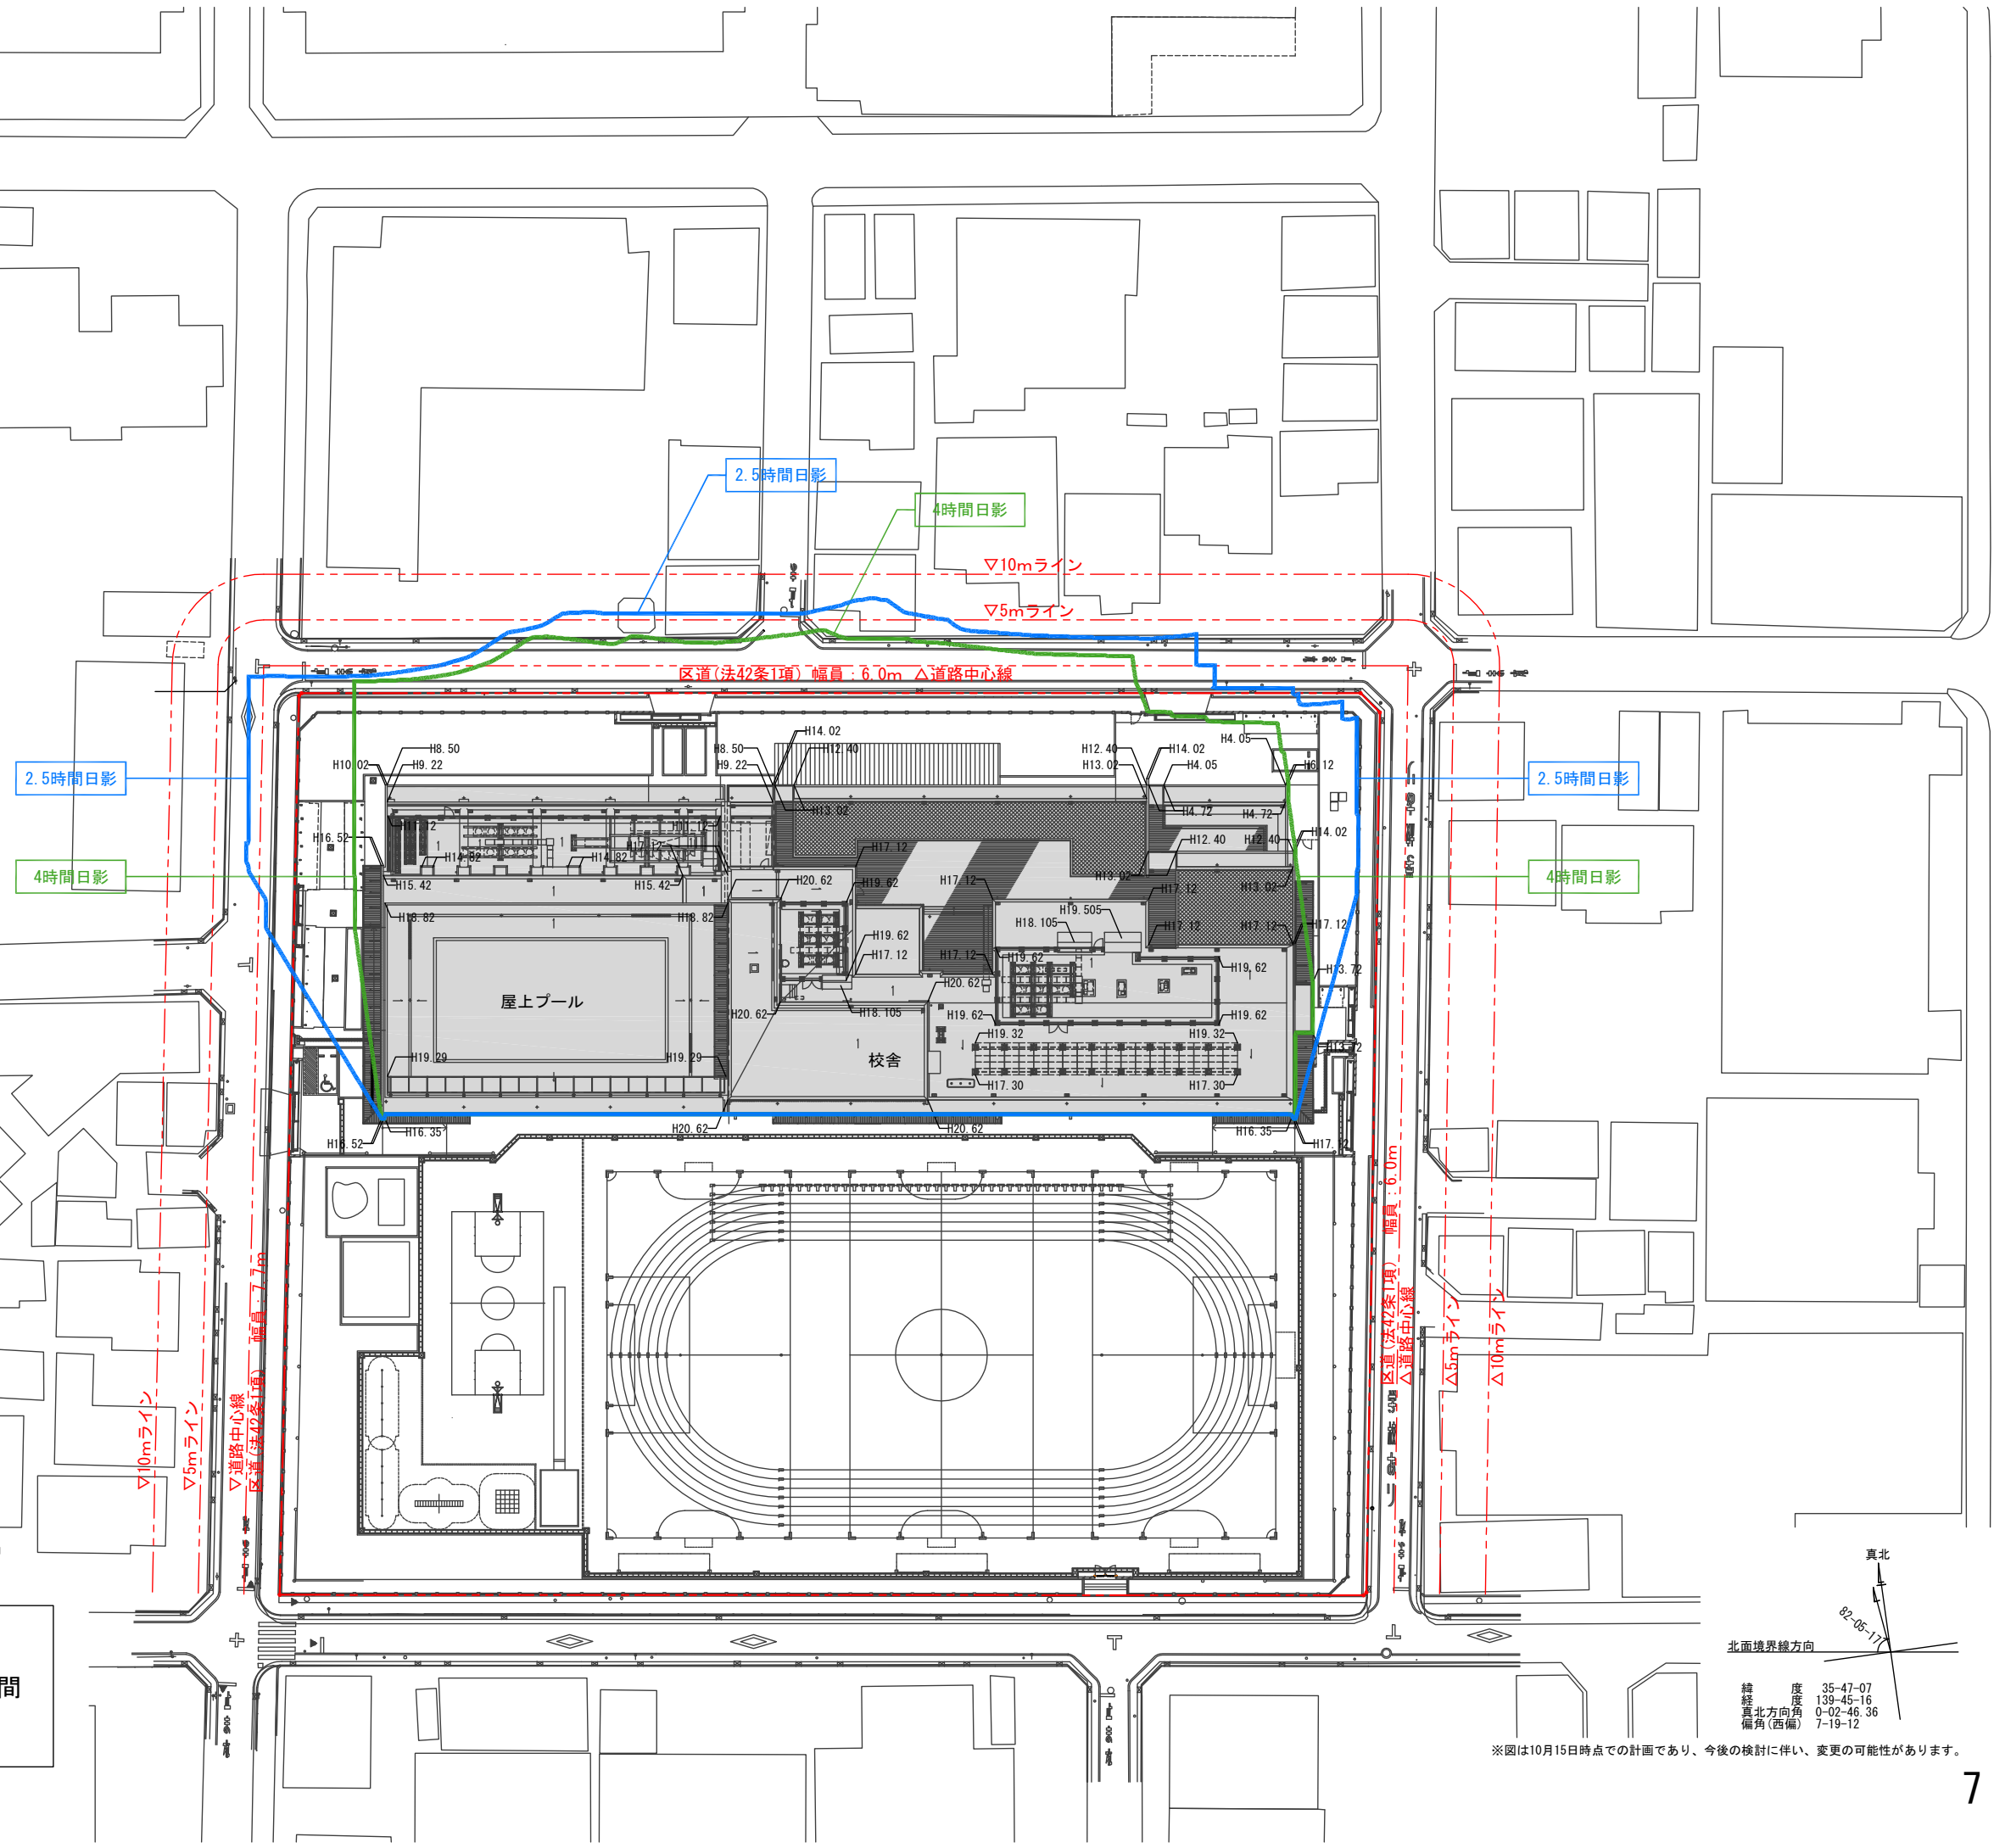 2.5時間日影
4時間日影
▽10mライン
▽5mライン
区道(法42条1項) 幅員：6.0m △道路中心線
H14.02
H8.50
H8.50
H12.40
H12.40
H14.02
H4.05
H10.02
H9.22
H9.22
H13.02
H4.05
H6.12
2.5時間日影
2.5時間日影
H13.02
H4.72
H4.72
H11.12
H11.12
H14.02
H16.52
H17.12
H17.12
H12.40
H12.40
H14.82
H14.82
4時間日影
4時間日影
H15.42
H15.42
H20.62
H19.62
H17.12
H13.02
H17.12
H13.02
H18.82
H18.82
H19.505
H18.105
H17.12
H17.12
H17.12
H19.62
H17.12
H17.12
H19.62
H19.62
H13.72
屋上プール
H20.62
H20.62
H18.105
H19.62
H19.62
H19.29
H19.29
校舎
H19.32
H19.32
H13.72
H17.30
H17.30
H16.52
H16.35
H20.62
H20.62
H16.35
H17.12
▽10mライン
▽5mライン
▽道路中心線
区道(法42条1項) 幅員：7.7m
区道(法42条1項) 幅員：6.0m
△道路中心線
△5mライン
△10mライン
真北
82-05-17
北面境界線方向
緯度 35-47-07
経度 139-45-16
真北方向角 0-02-46.36
偏角(西偏) 7-19-12
間
※図は10月15日時点での計画であり、今後の検討に伴い、変更の可能性があります。
7